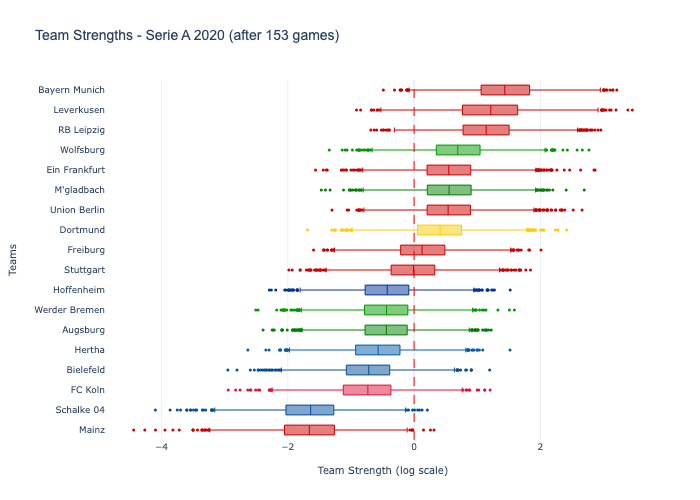 Team Strengths - Serie A 2020 (after 153 games)
Bayern Munich
Leverkusen
RB Leipzig
Wolfsburg
Ein Frankfurt
M'gladbach
Union Berlin
Dortmund
Freiburg
Stuttgart
Hoffenheim
Werder Bremen
Augsburg
Hertha
Bielefeld
FC Koln
Schalke 04
Mainz
Teams
−4 −2 0 2
Team Strength (log scale)